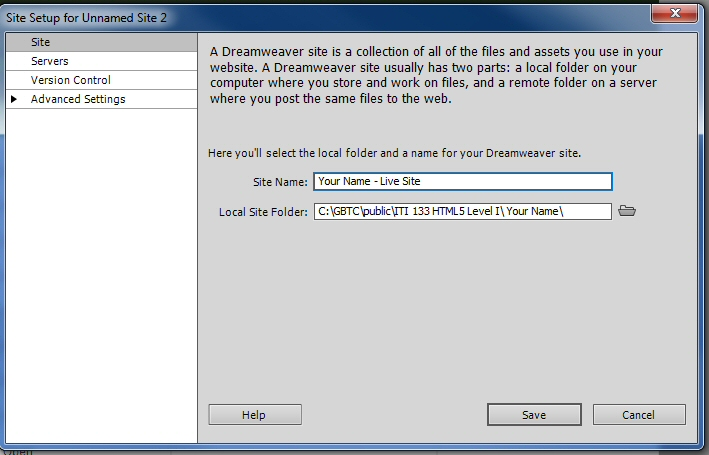 Site Setup for Unnamed Site 2
x
Site
Servers
Version Control
Advanced Settings
A Dreamweaver site is a collection of all of the files and assets you use in your
website. A Dreamweaver site usually has two parts: a local folder on your
computer where you store and work on files, and a remote folder on a server
where you post the same files to the web.
Here you'll select the local folder and a name for your Dreamweaver site.
Site Name: Your Name - Live Site
Local Site Folder: C:\GBTC\public\ITI 133 HTML5 Level I\ Your Name\
Help
Save
Cancel
Open